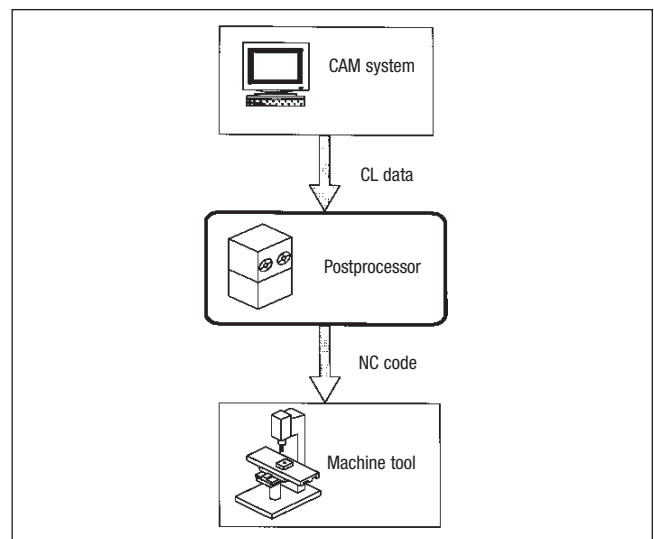 CAM system
CL data
Postprocessor
NC code
Machine tool